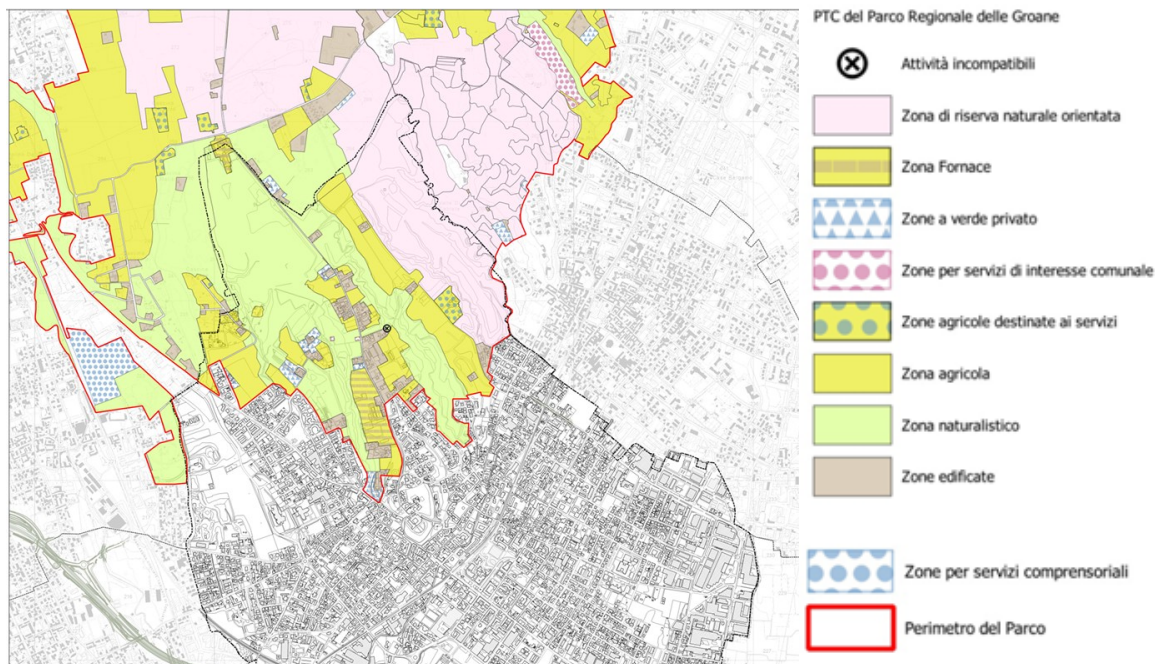 PTC del Parco Regionale delle Groane
Attività incompatibili
Zona di riserva naturale orientata
Zona Fornace
Zone a verde privato
Zone per servizi di interesse comunale
Zone agricole destinate ai servizi
Zona agricola
Zona naturalistico
Zone edificate
Zone per servizi comprensoriali
Perimetro del Parco